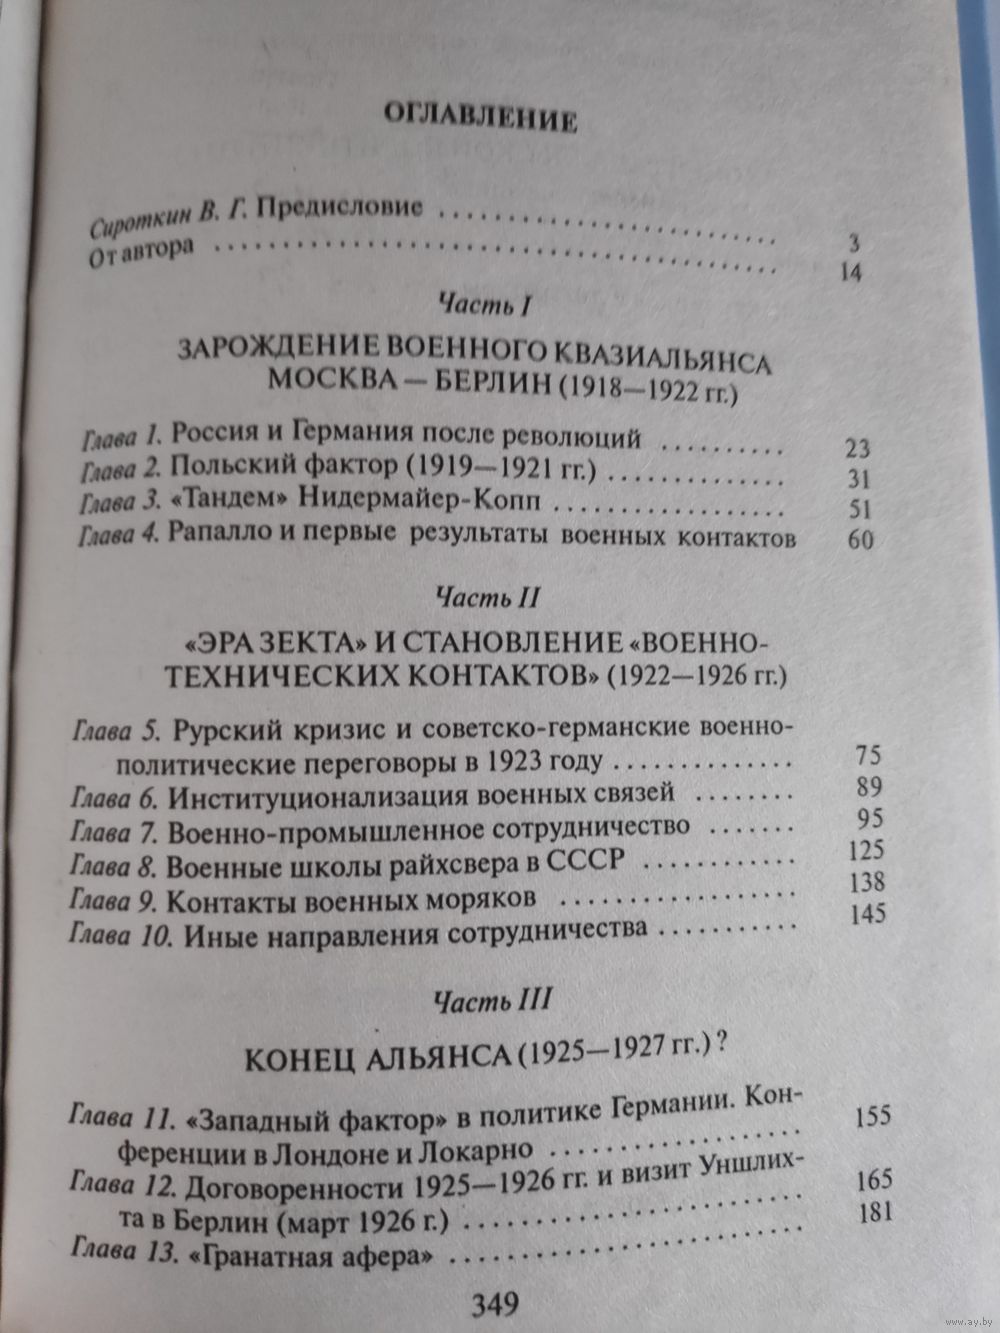 ОГЛАВЛЕНИЕ
Сироткин В. Г. Предисловие . . . . . . . . . . . . . . . . . . . . . . . . . . 3
От автора . . . . . . . . . . . . . . . . . . . . . . . . . . . . . . . . . . . . . . . 14
Часть I
ЗАРОЖДЕНИЕ ВОЕННОГО КВАЗИАЛЬЯНСА
МОСКВА — БЕРЛИН (1918—1922 гг.)
Глава 1. Россия и Германия после революций . . . . . . . . . . 23
Глава 2. Польский фактор (1919—1921 гг.) . . . . . . . . . . . . . . 31
Глава 3. «Тандем» Нидермайер-Копп . . . . . . . . . . . . . . . . . . 51
Глава 4. Рапалло и первые результаты военных контактов 60
Часть II
«ЭРА ЗЕКТА» И СТАНОВЛЕНИЕ «ВОЕННО-
ТЕХНИЧЕСКИХ КОНТАКТОВ» (1922—1926 гг.)
Глава 5. Рурский кризис и советско-германские военно-
политические переговоры в 1923 году . . . . . . . . . . . . . . 75
Глава 6. Институционализация военных связей . . . . . . . . 89
Глава 7. Военно-промышленное сотрудничество . . . . . . . 95
Глава 8. Военные школы райхсвера в СССР . . . . . . . . . . . . 125
Глава 9. Контакты военных моряков . . . . . . . . . . . . . . . . . . 138
Глава 10. Иные направления сотрудничества . . . . . . . . . . . 145
Часть III
КОНЕЦ АЛЬЯНСА (1925—1927 гг.) ?
Глава 11. «Западный фактор» в политике Германии. Кон-
ференции в Лондоне и Локарно . . . . . . . . . . . . . . . . . . . 155
Глава 12. Договоренности 1925—1926 гг. и визит Уншлих-
та в Берлин (март 1926 г.) . . . . . . . . . . . . . . . . . . . . . . . . . 165
Глава 13. «Гранатная афера» . . . . . . . . . . . . . . . . . . . . . . . . . . 181
349
www.ay.by